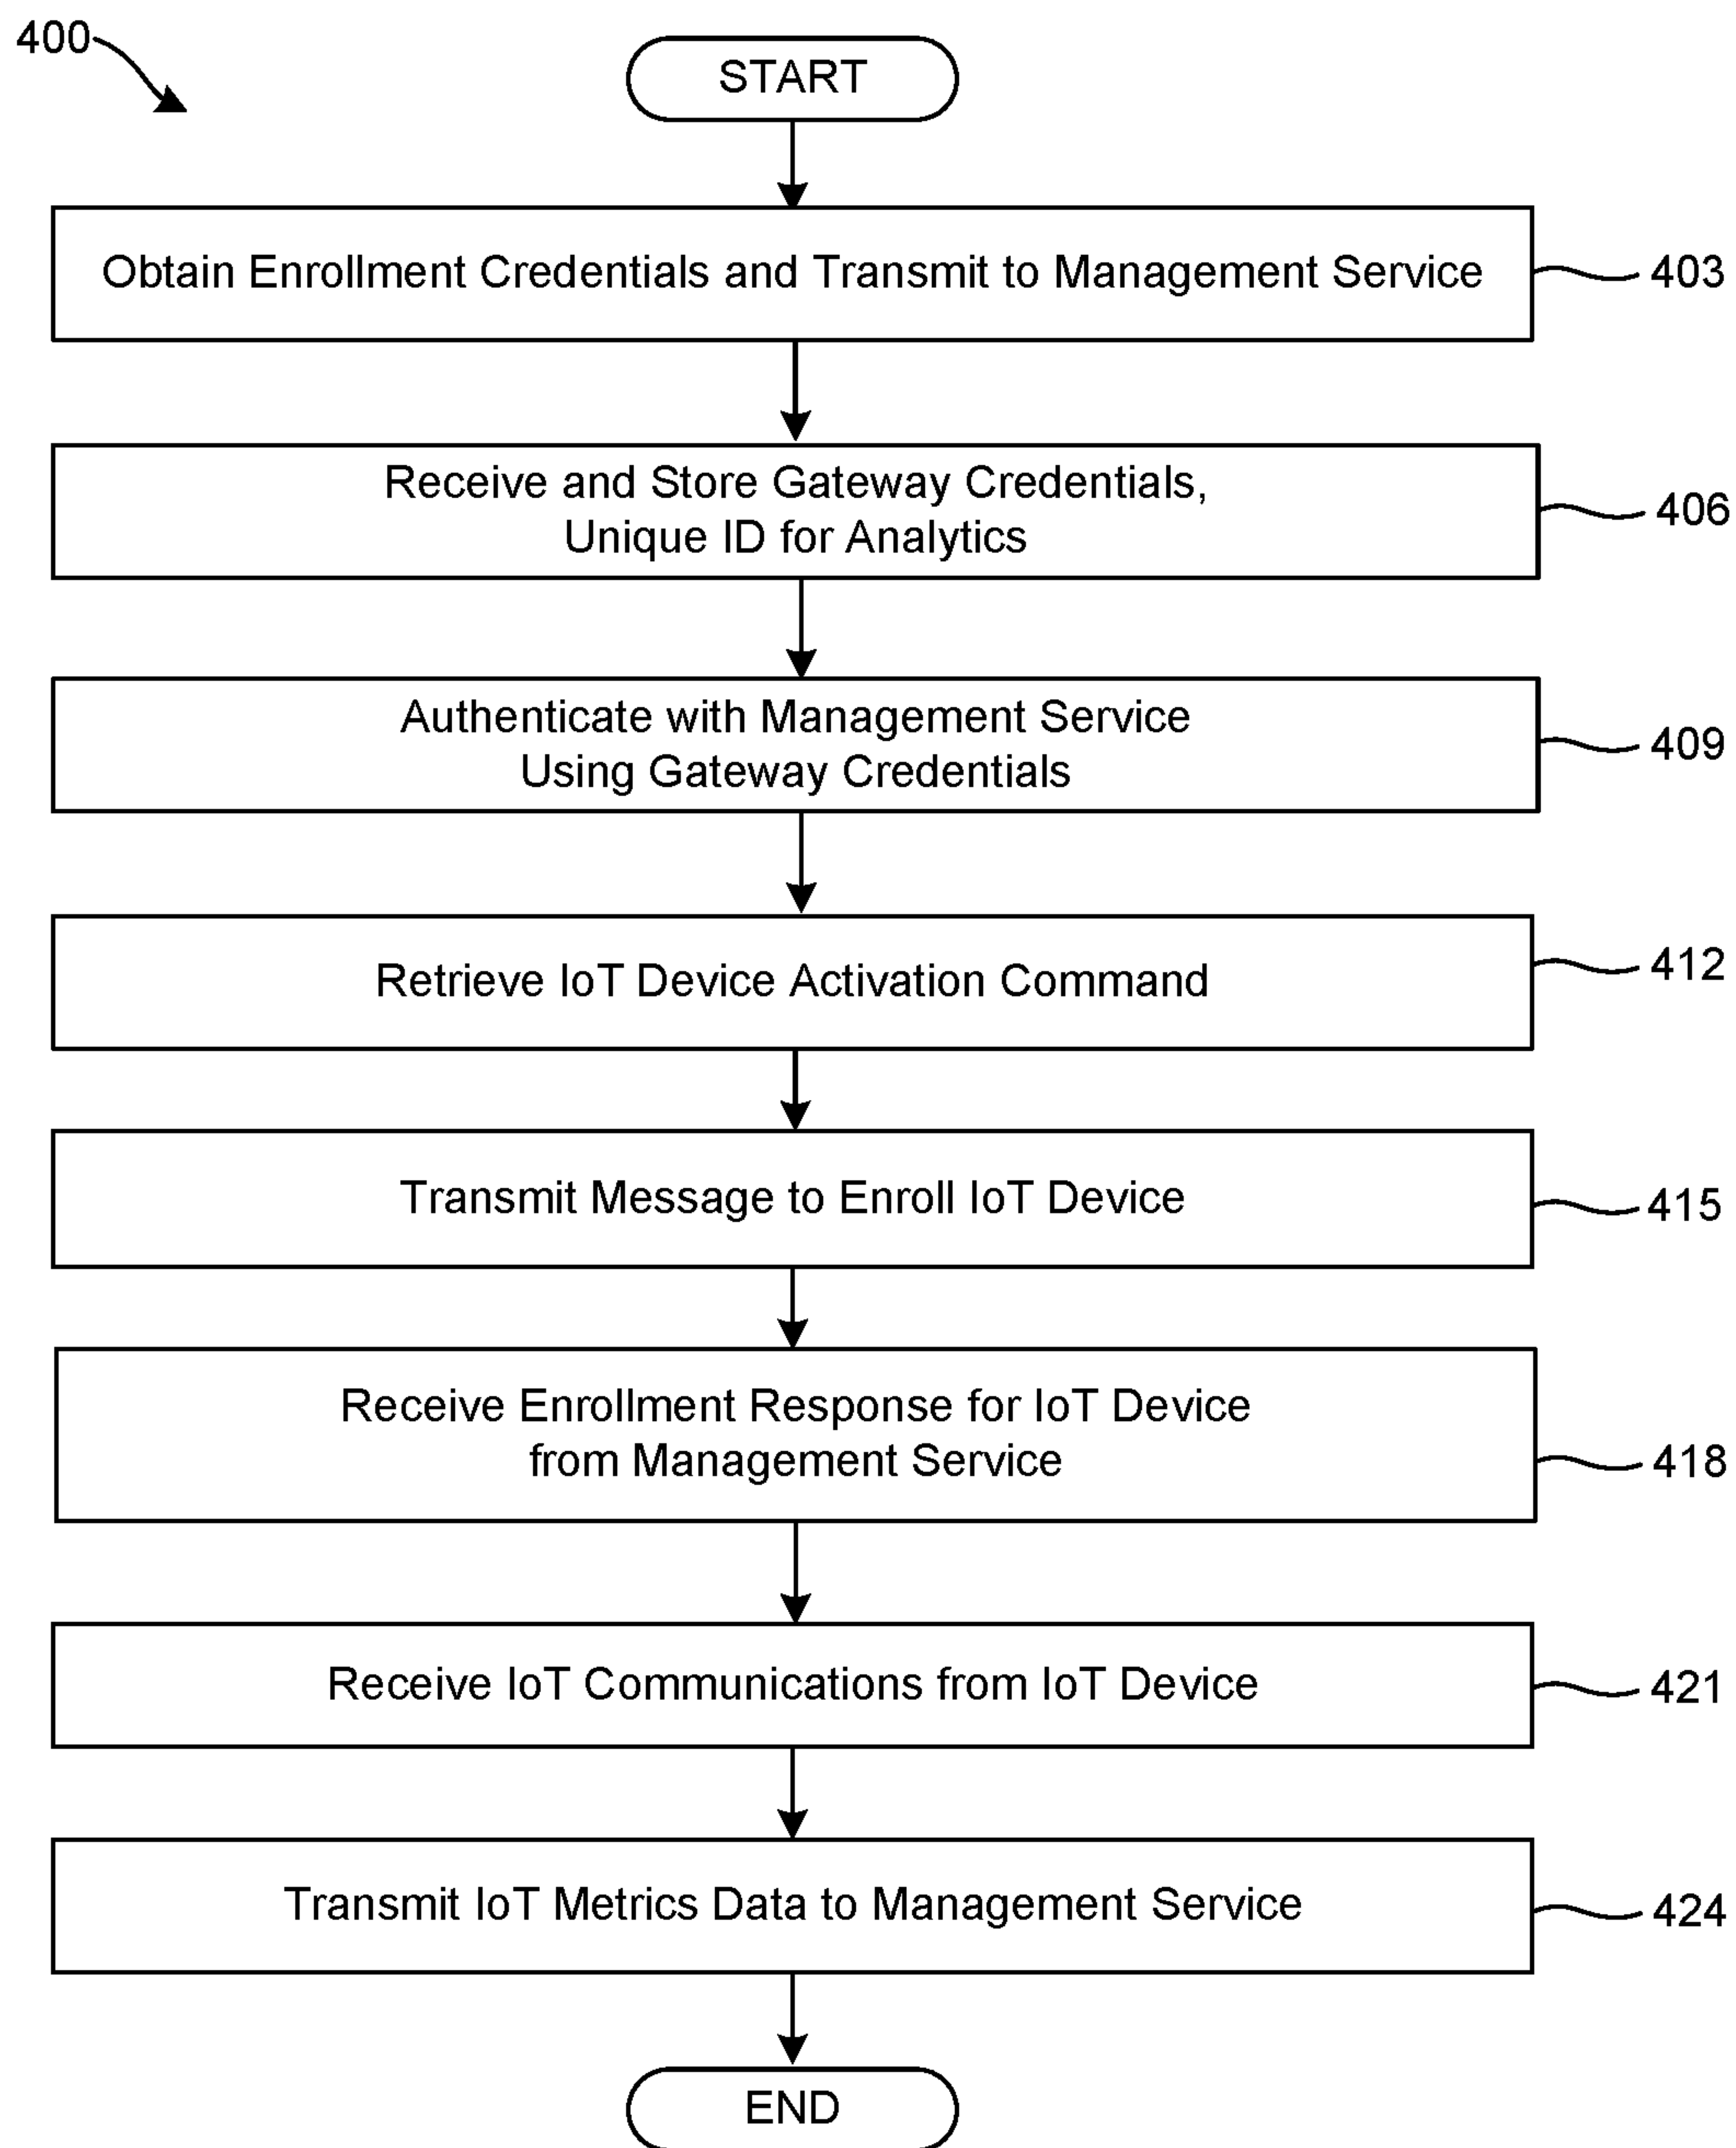 400
START
Obtain Enrollment Credentials and Transmit to Management Service
403
Receive and Store Gateway Credentials,
Unique ID for Analytics
406
Authenticate with Management Service
Using Gateway Credentials
409
Retrieve IoT Device Activation Command
412
Transmit Message to Enroll IoT Device
415
Receive Enrollment Response for IoT Device
from Management Service
418
Receive IoT Communications from IoT Device
421
Transmit IoT Metrics Data to Management Service
424
END